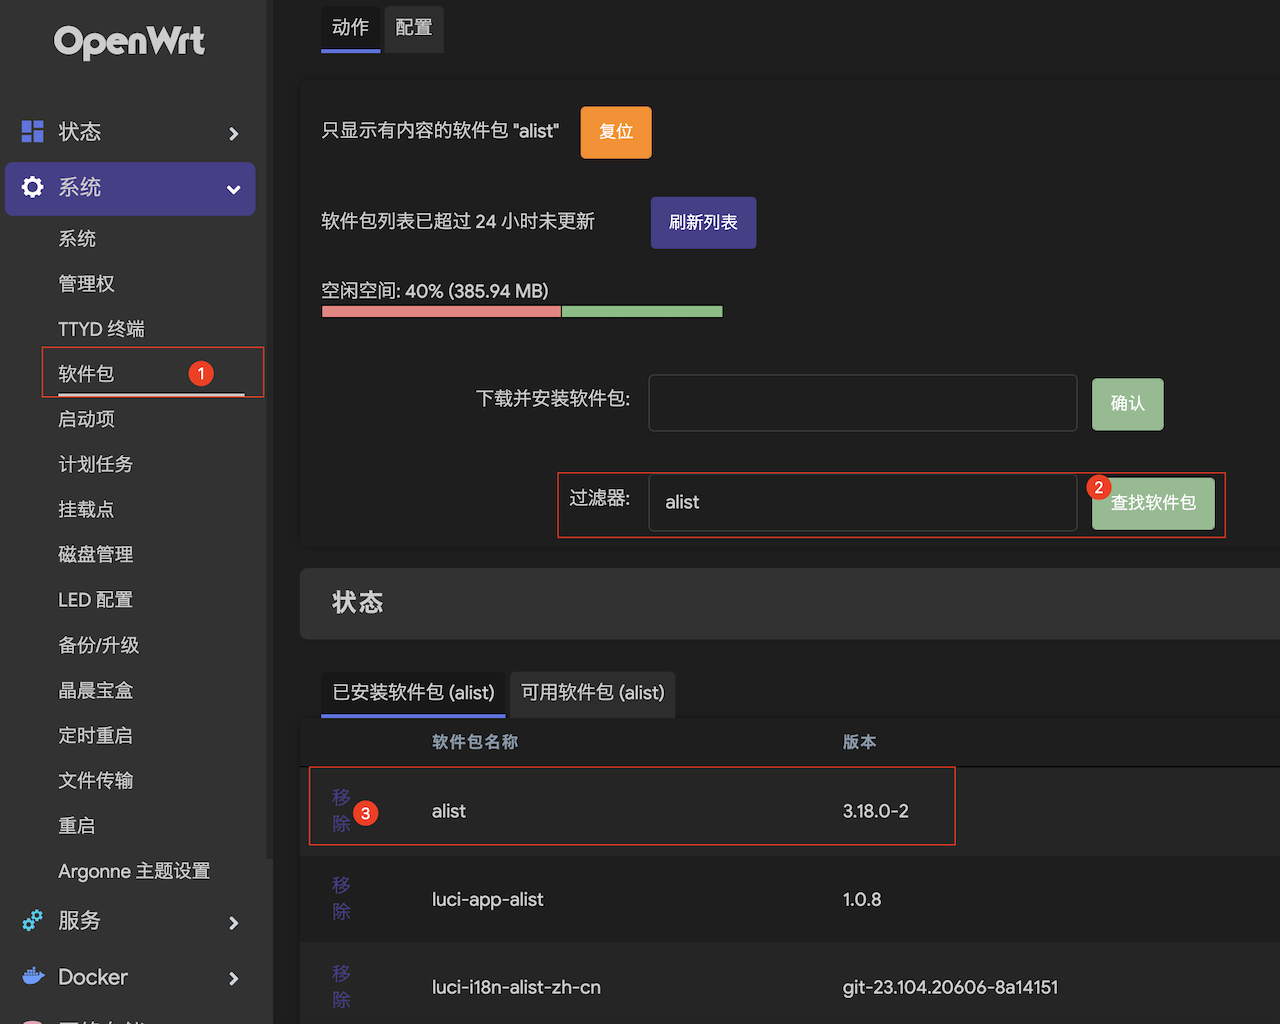 OpenWrt
状态
系统
系统
管理权
TTYD 终端
软件包
1
启动项
计划任务
挂载点
磁盘管理
LED 配置
备份/升级
晶晨宝盒
定时重启
文件传输
重启
Argonne 主题设置
服务
Docker
动作
配置
只显示有内容的软件包 "alist"
复位
软件包列表已超过 24 小时未更新
刷新列表
空闲空间: 40% (385.94 MB)
下载并安装软件包:
确认
过滤器:
alist
2
查找软件包
状态
已安装软件包 (alist)
可用软件包 (alist)
软件包名称
版本
移除
3
alist
3.18.0-2
移除
luci-app-alist
1.0.8
移除
luci-i18n-alist-zh-cn
git-23.104.20606-8a14151